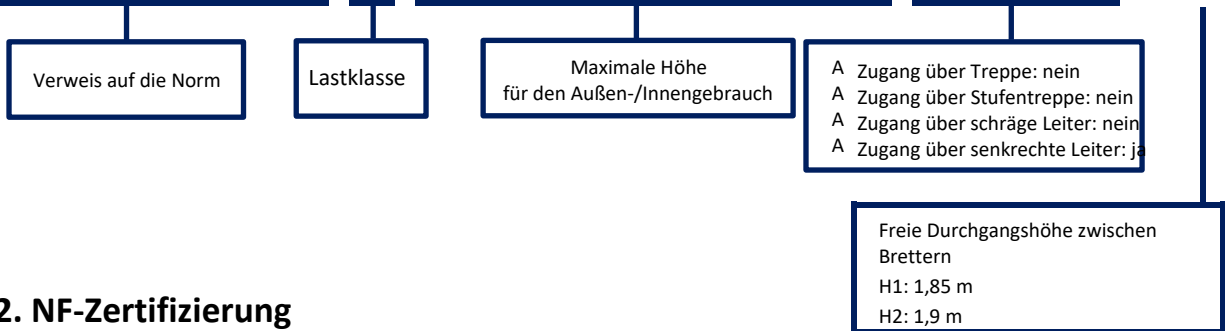 Verweis auf die Norm
Lastklasse
Maximale Höhe
für den Außen-/Innengebrauch
A Zugang über Treppe: nein
A Zugang über Stufentreppe: nein
A Zugang über schräge Leiter: nein
A Zugang über senkrechte Leiter: ja
Freie Durchgangshöhe zwischen
Brettern
H1: 1,85 m
H2: 1,9 m
2. NF-Zertifizierung